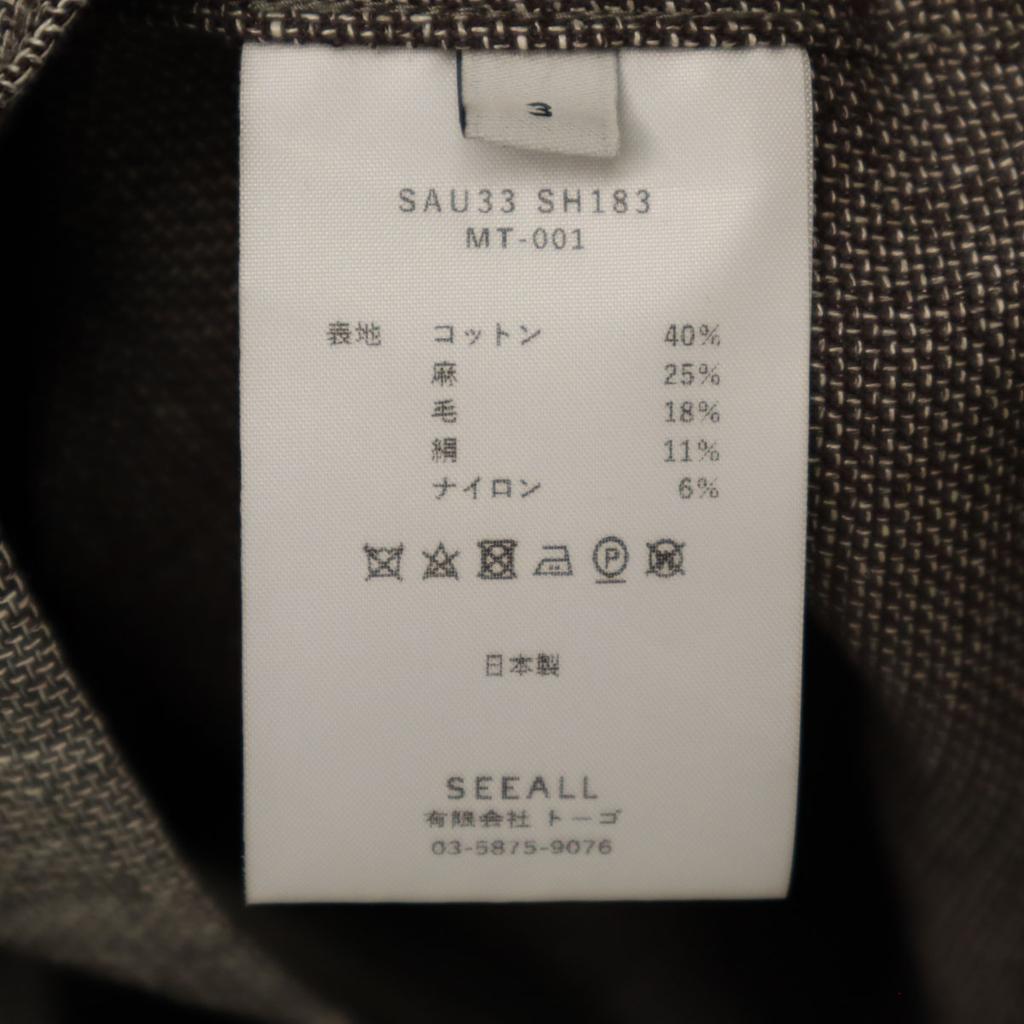 3
SAU33 SH183
MT-001
表地 コットン 40%
麻 25%
毛 18%
絹 11%
ナイロン 6%
P W
日本製
SEEALL
有限会社 トーゴ
03-5875-9076